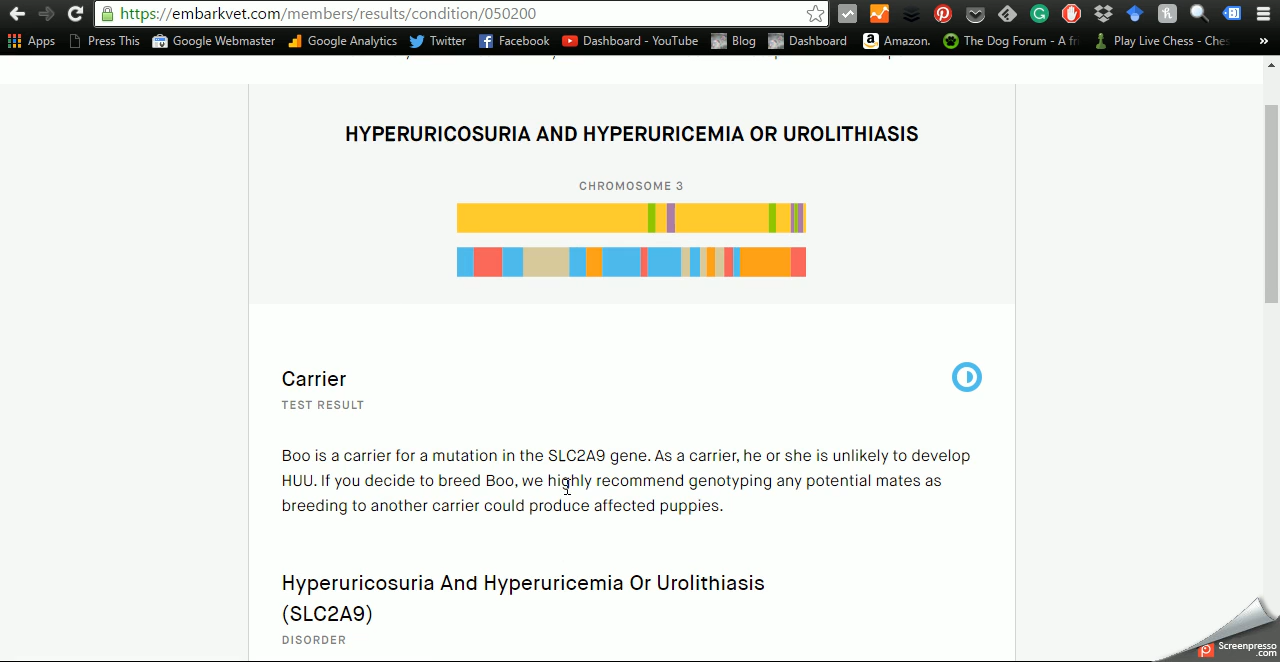 https://embarkvet.com/members/results/condition/050200
Apps Press This Google Webmaster Google Analytics Twitter Facebook Dashboard - YouTube Blog Dashboard Amazon. The Dog Forum - A fr Play Live Chess - Ches »
HYPERURICOSURIA AND HYPERURICEMIA OR UROLITHIASIS
CHROMOSOME 3
Carrier
TEST RESULT
Boo is a carrier for a mutation in the SLC2A9 gene. As a carrier, he or she is unlikely to develop
HUU. If you decide to breed Boo, we highly recommend genotyping any potential mates as
breeding to another carrier could produce affected puppies.
Hyperuricosuria And Hyperuricemia Or Urolithiasis
(SLC2A9)
DISORDER
Screenpresso
.com